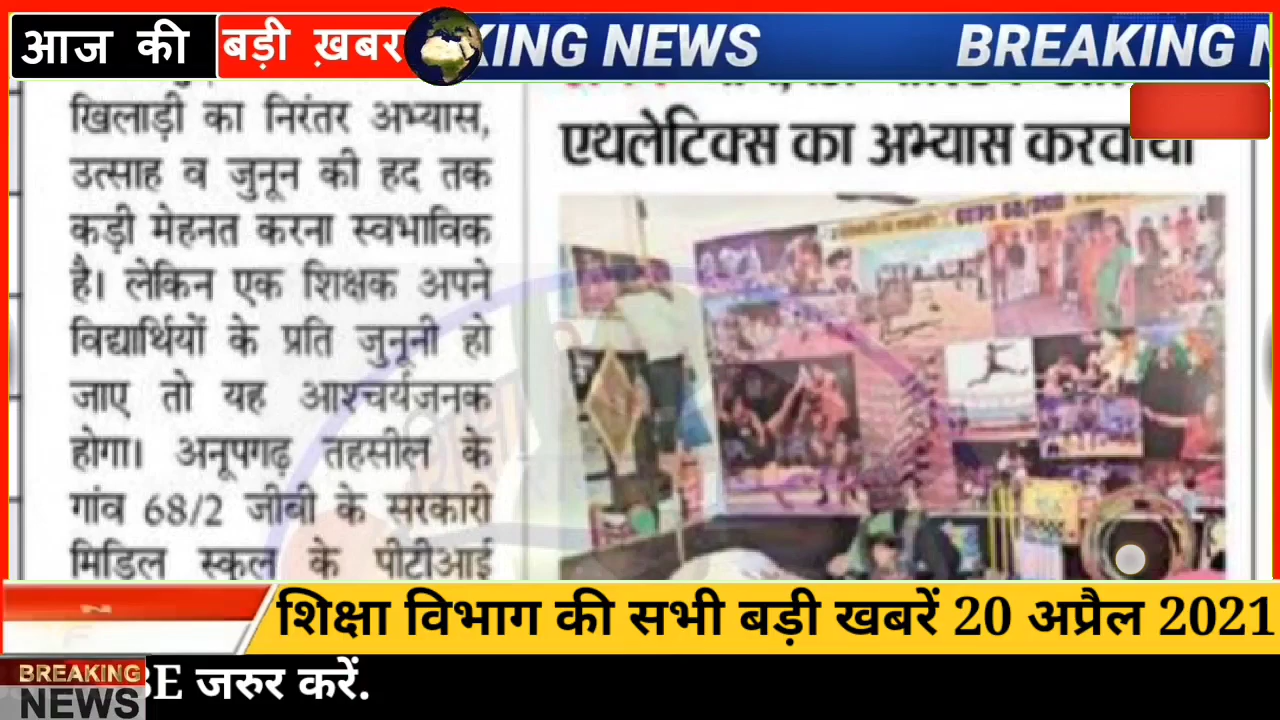 आज की
बड़ी ख़बर
KING NEWS
BREAKING N
खिलाड़ी का निरंतर अभ्यास,
उत्साह व जुनून की हद तक
कड़ी मेहनत करना स्वभाविक
है। लेकिन एक शिक्षक अपने
विद्यार्थियों के प्रति जुनूनी हो
जाए तो यह आश्चर्यजनक
होगा। अनूपगढ़ तहसील के
गांव 68/2 जीबी के सरकारी
मिडिल स्कूल के पीटीआई
एथलेटिक्स का अभ्यास करवाया
शिक्षा विभाग की सभी बड़ी खबरें 20 अप्रैल 2021
BREAKING
NEWS
BE जरुर करें.